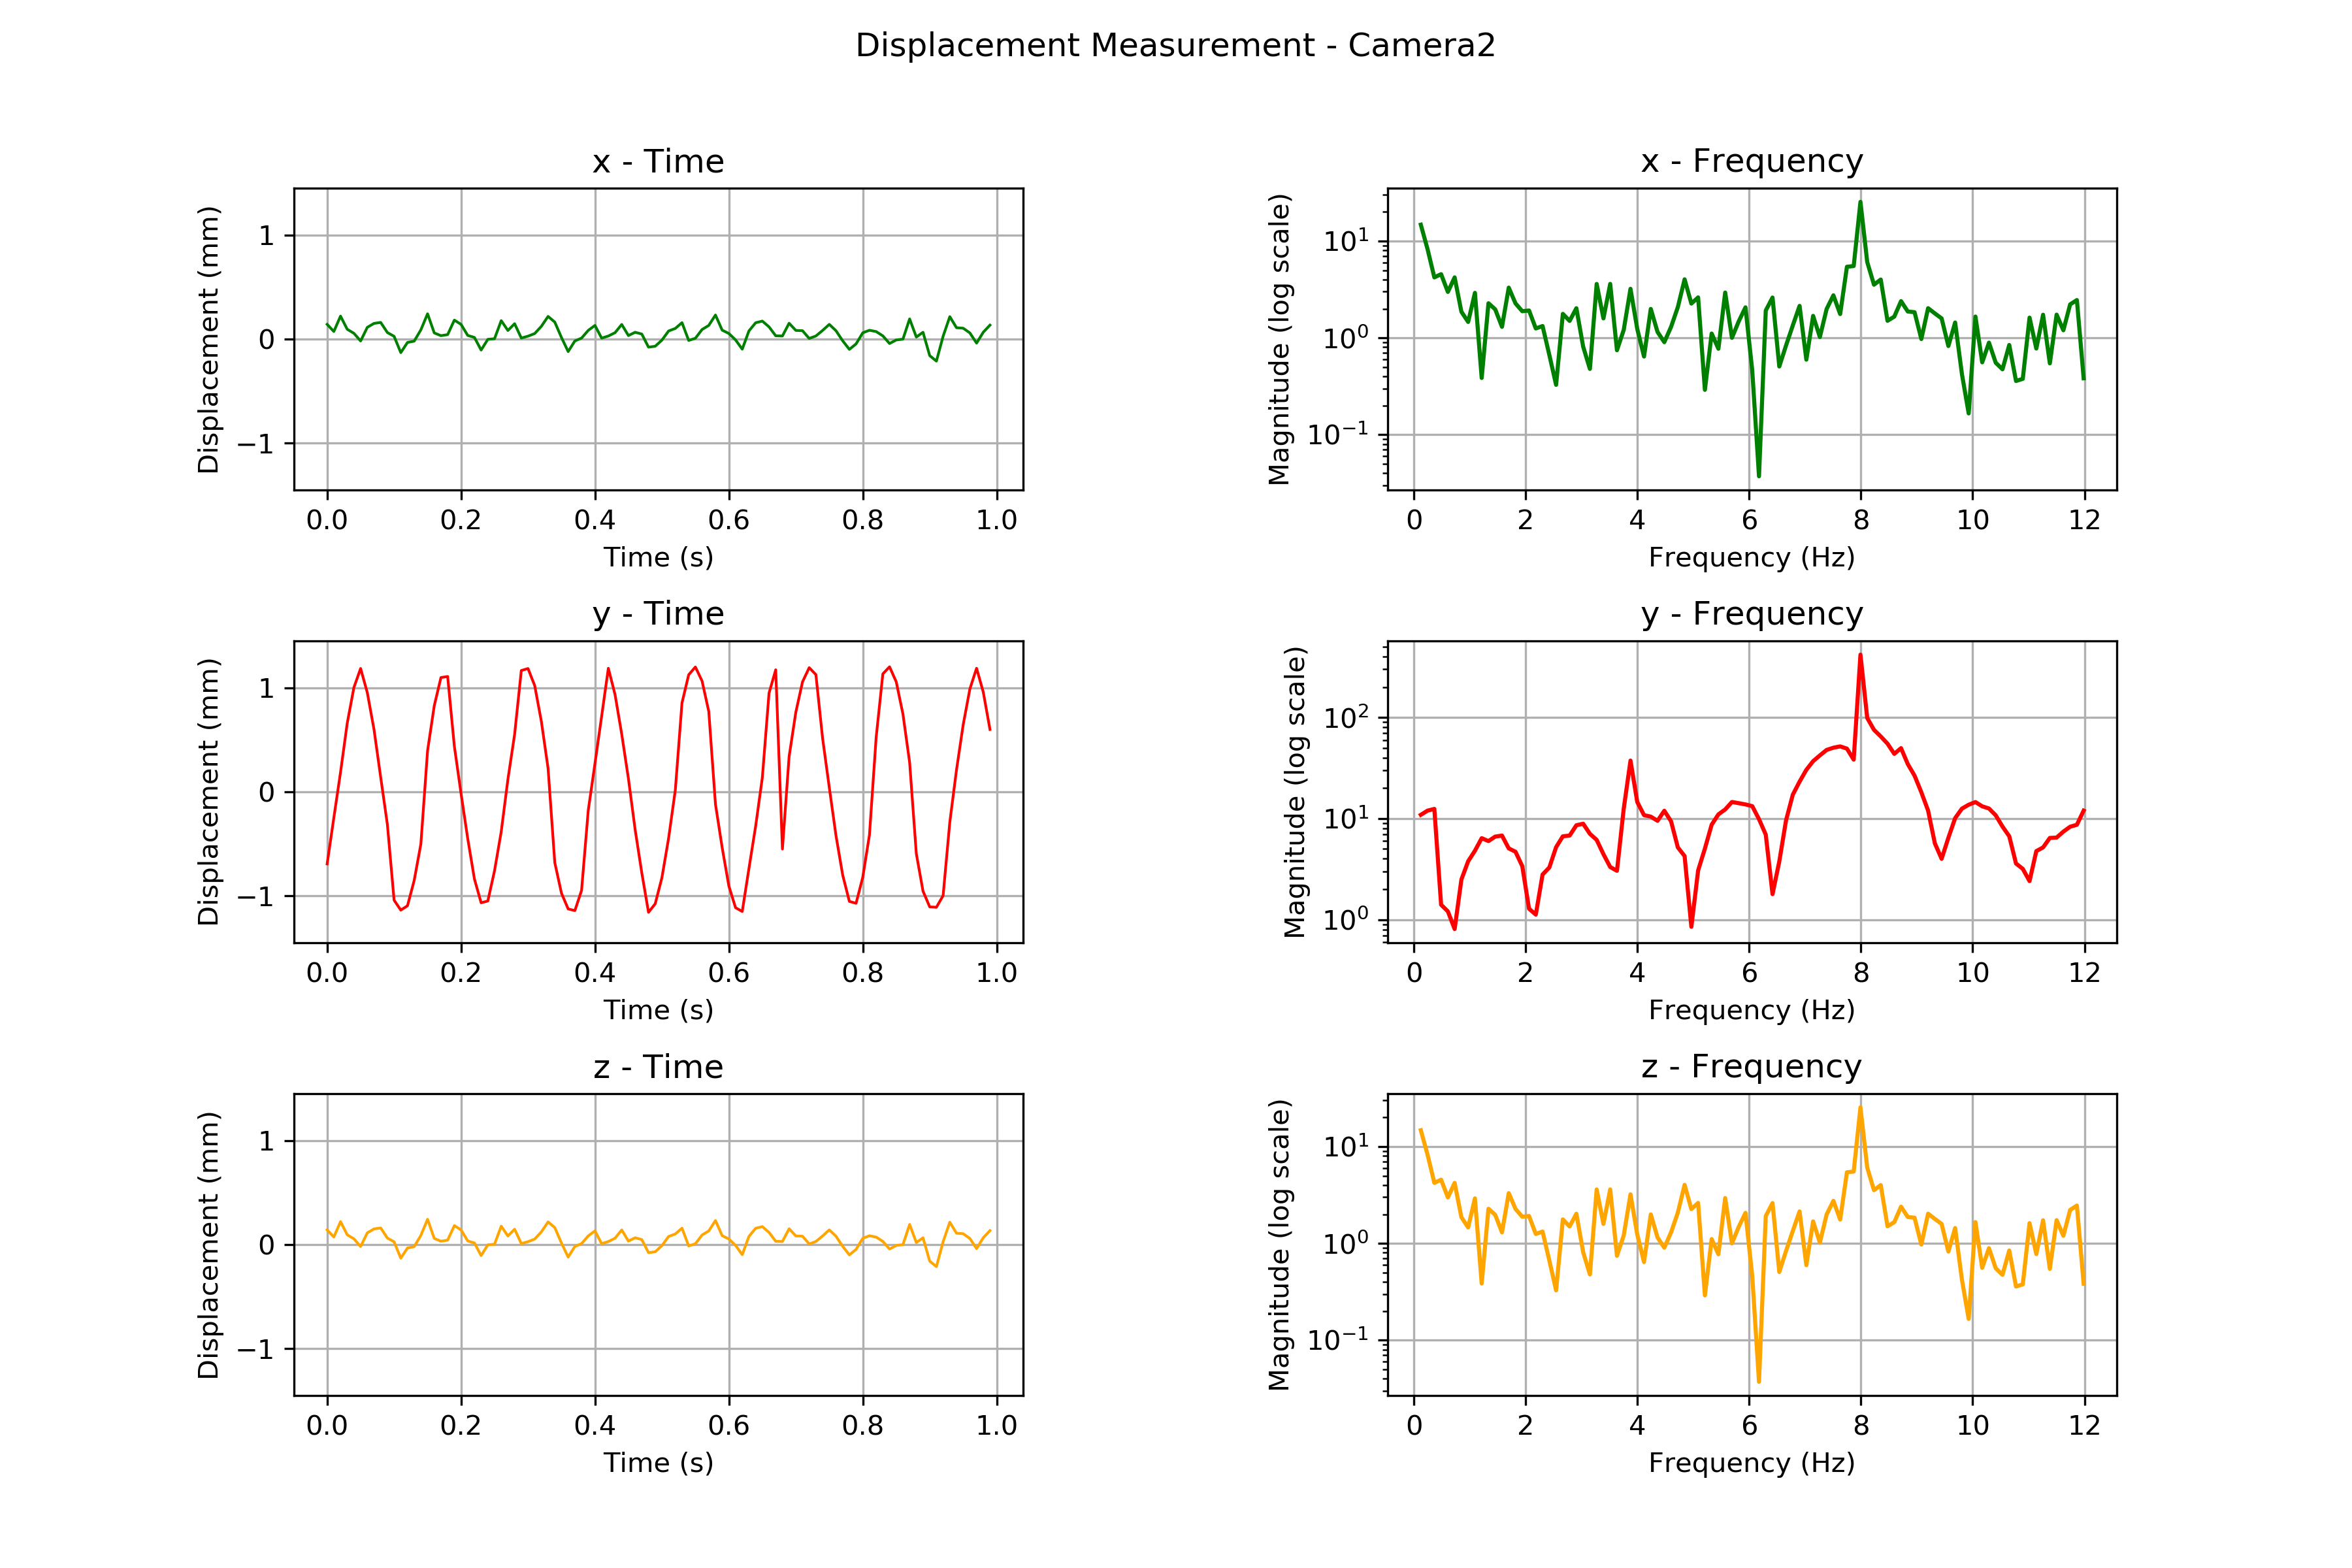 Displacement Measurement - Camera2
x - Time
Displacement (mm)
1
0
−1
0.0 0.2 0.4 0.6 0.8 1.0
Time (s)
x - Frequency
Magnitude (log scale)
10¹
10⁰
10⁻¹
0 2 4 6 8 10 12
Frequency (Hz)
y - Time
Displacement (mm)
1
0
−1
0.0 0.2 0.4 0.6 0.8 1.0
Time (s)
y - Frequency
Magnitude (log scale)
10²
10¹
10⁰
0 2 4 6 8 10 12
Frequency (Hz)
z - Time
Displacement (mm)
1
0
−1
0.0 0.2 0.4 0.6 0.8 1.0
Time (s)
z - Frequency
Magnitude (log scale)
10¹
10⁰
10⁻¹
0 2 4 6 8 10 12
Frequency (Hz)